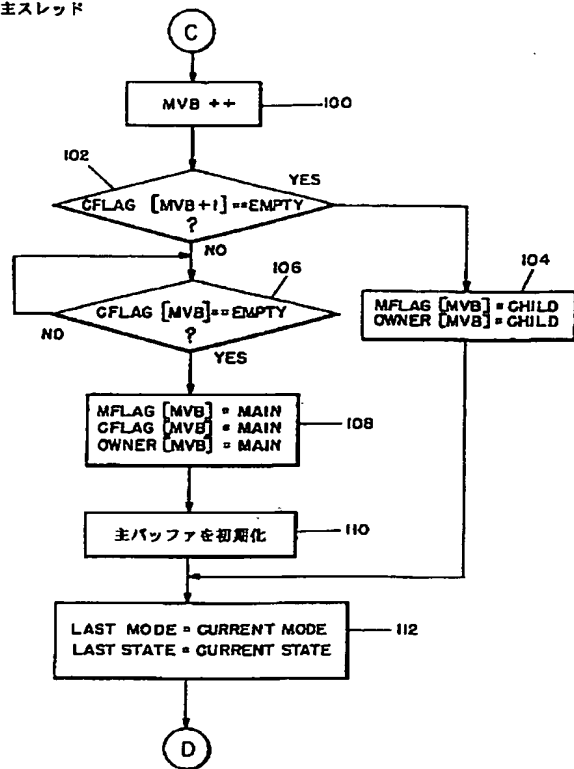 主スレッド
C
MVB ++
100
102
YES
CFLAG [MVB+1]==EMPTY
?
NO
106
104
CFLAG [MVB]==EMPTY
?
NO
YES
MFLAG [MVB] = CHILD
OWNER [MVB] = CHILD
MFLAG [MVB] = MAIN
CFLAG [MVB] = MAIN
OWNER [MVB] = MAIN
108
主バッファを初期化
110
LAST MODE = CURRENT MODE
LAST STATE = CURRENT STATE
112
D